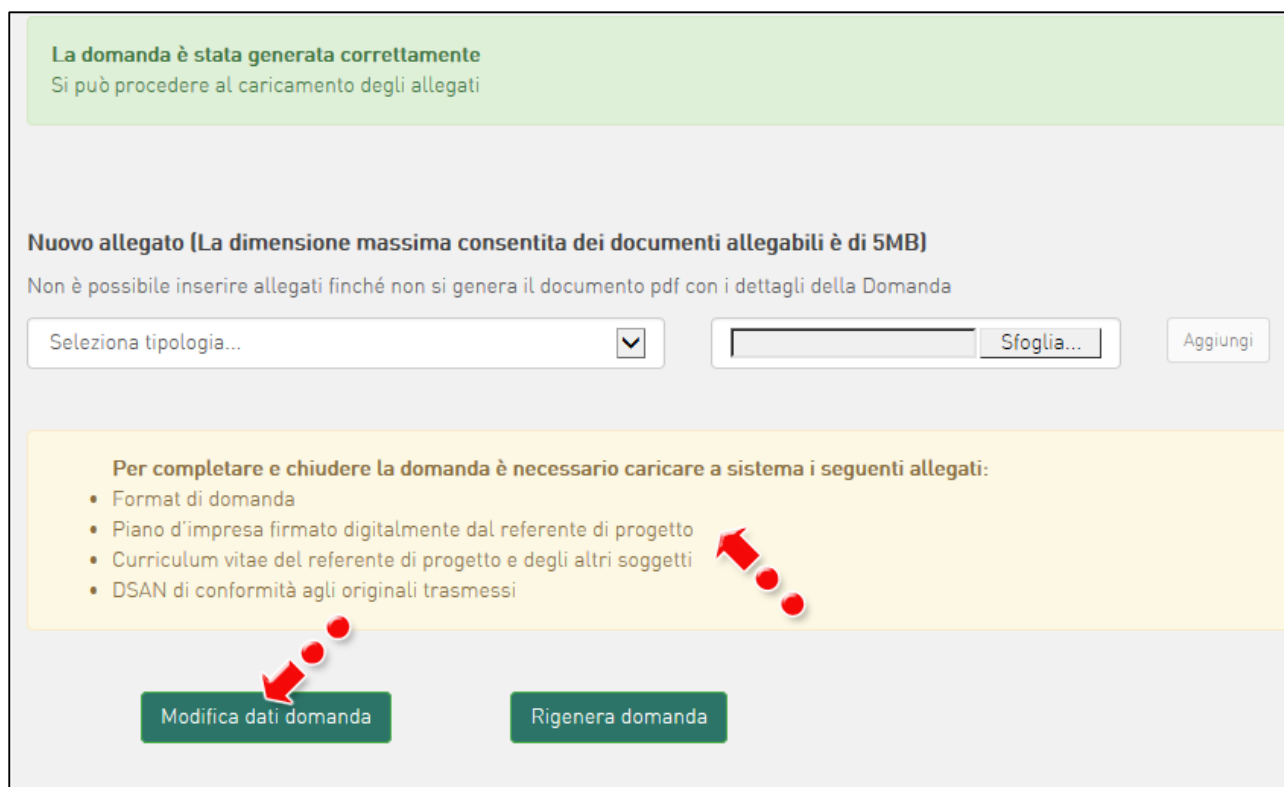 La domanda è stata generata correttamente
Si può procedere al caricamento degli allegati
Nuovo allegato (La dimensione massima consentita dei documenti allegabili è di 5MB)
Non è possibile inserire allegati finché non si genera il documento pdf con i dettagli della Domanda
Seleziona tipologia... Sfoglia... Aggiungi
Per completare e chiudere la domanda è necessario caricare a sistema i seguenti allegati:
• Format di domanda
• Piano d'impresa firmato digitalmente dal referente di progetto
• Curriculum vitae del referente di progetto e degli altri soggetti
• DSAN di conformità agli originali trasmessi
Modifica dati domanda Rigenera domanda